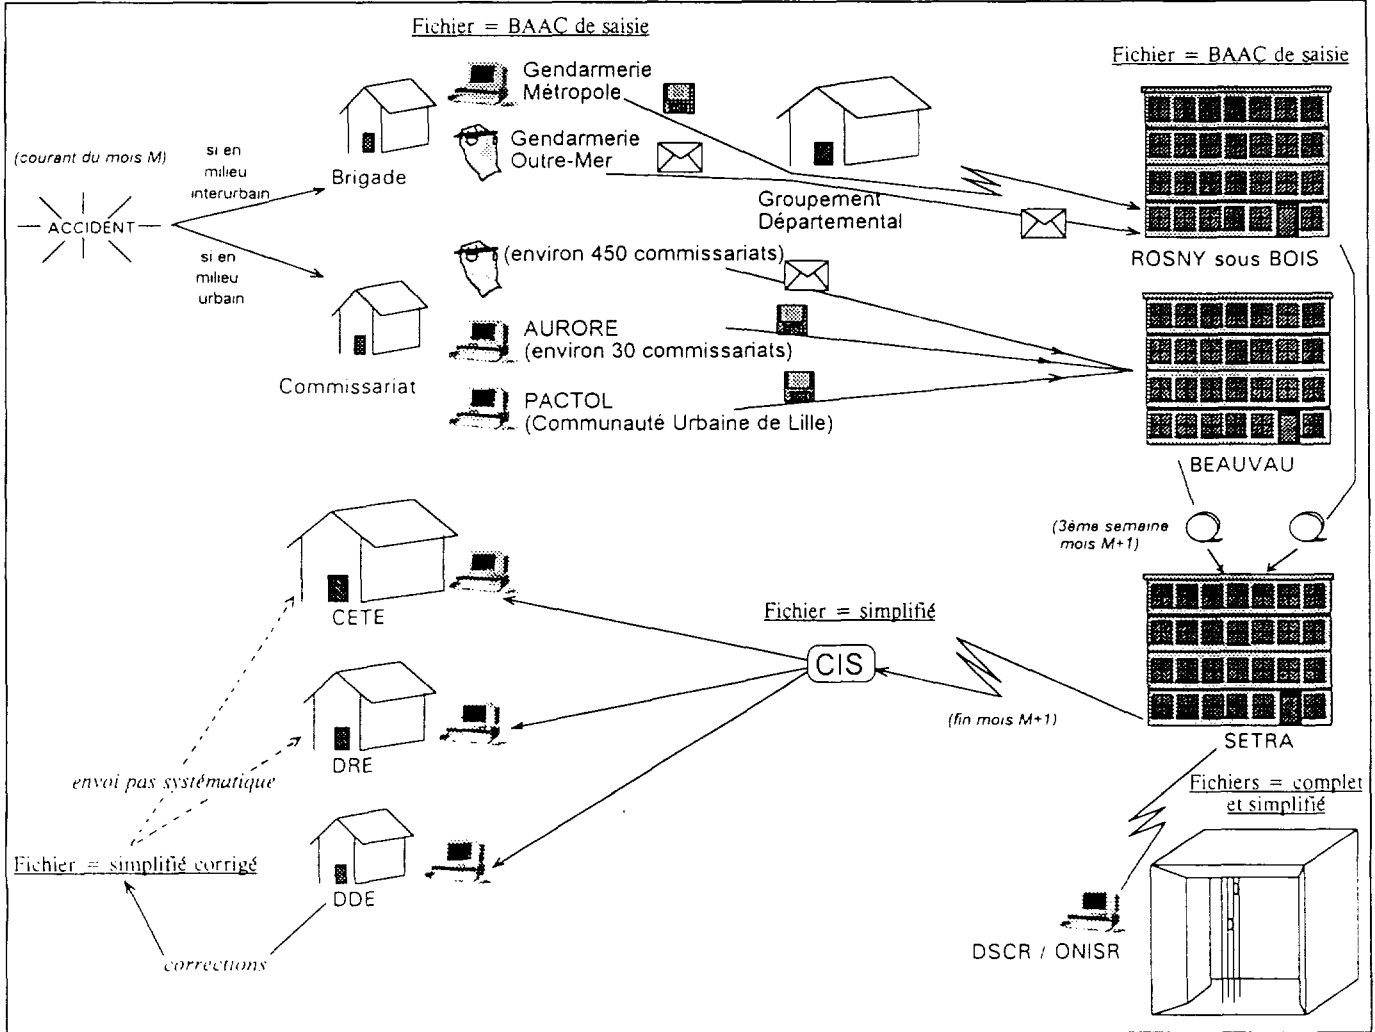 Fichier = BAAC de saisie
Fichier = BAAC de saisie
Gendarmerie
Métropole
(courant du mois M)
si en
milieu
interurbain
Gendarmerie
Outre-Mer
Brigade
ACCIDENT
Groupement
Départemental
si en
milieu
urbain
(environ 450 commissariats)
ROSNY sous BOIS
AURORE
(environ 30 commissariats)
Commissariat
PACTOL
(Communauté Urbaine de Lille)
BEAUVAU
(3ème semaine
mois M+1)
CETE
Fichier = simplifié
CIS
(fin mois M+1)
SETRA
DRE
envoi pas systématique
Fichiers = complet
et simplifié
Fichier = simplifié corrigé
DDE
DSCR / ONISR
corrections